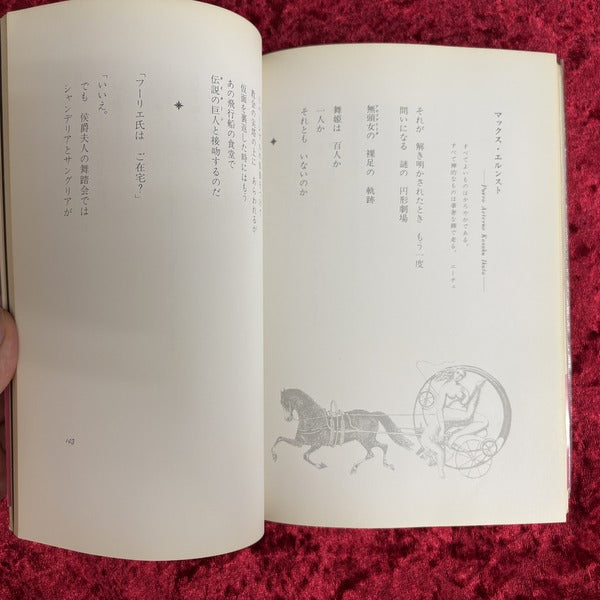 マックス・エルンスト
すべてよいものはかろやかである。
すべて神的なものは華奢な脚で走る。 ニーチェ
それが 解き明かされたとき もう一度
問いになる 謎の 円形劇場
無頭女の 裸足の 軌跡
舞姫は 百人か
一人か
それとも いないのか
仮面を裏返した時にはもう
あの飛行船の食堂で
伝説の巨人と接吻するのだ
「フーリエ氏は ご在宅?」
「いいえ。
でも 侯爵夫人の舞踏会では
シャンデリアとサングリアが